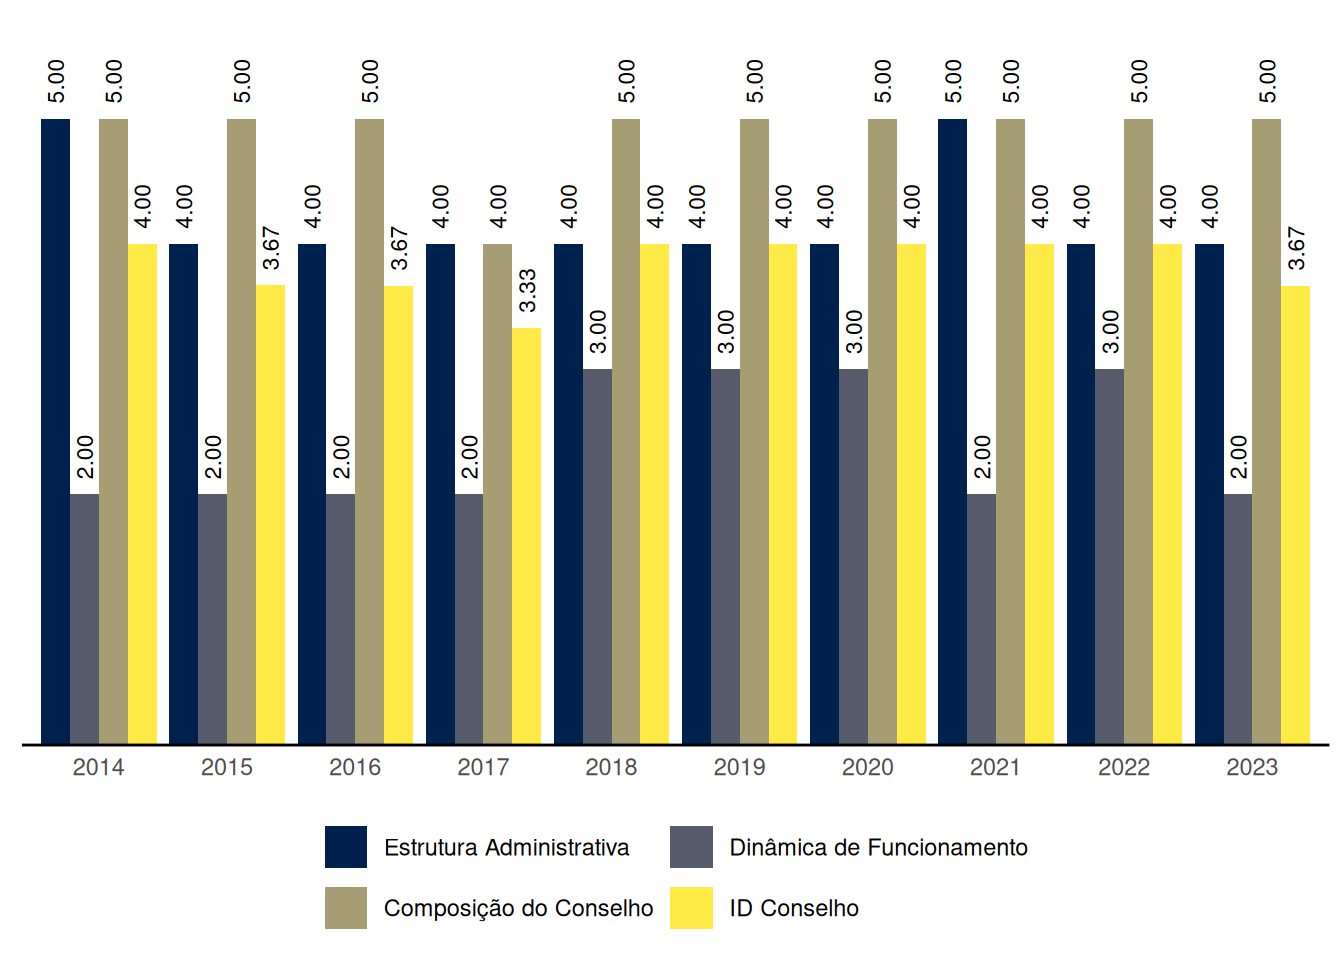 5.00 2.00 5.00 4.00 4.00 2.00 5.00 3.67 4.00 2.00 5.00 3.67 4.00 2.00 4.00 3.33 4.00 3.00 5.00 4.00 4.00 3.00 5.00 4.00 4.00 3.00 5.00 4.00 5.00 2.00 5.00 4.00 4.00 3.00 5.00 4.00 4.00 2.00 5.00 3.67
2014 2015 2016 2017 2018 2019 2020 2021 2022 2023
Estrutura Administrativa Dinâmica de Funcionamento
Composição do Conselho ID Conselho